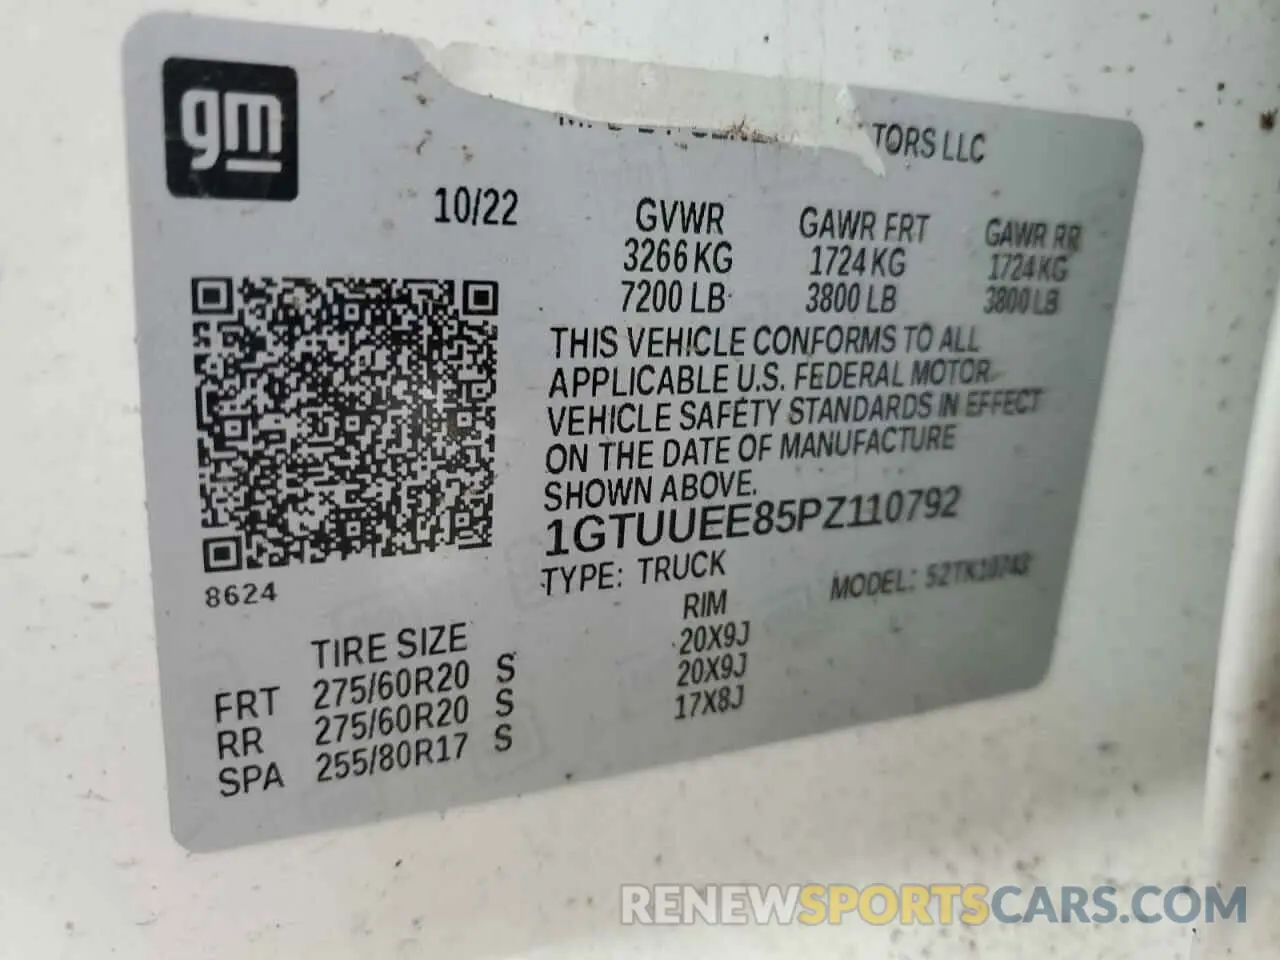 gm
TORS LLC
10/22
GVWR GAWR FRT GAWR RR
3266 KG 1724 KG 1724 KG
7200 LB 3800 LB 3800 LB
THIS VEHICLE CONFORMS TO ALL
APPLICABLE U.S. FEDERAL MOTOR
VEHICLE SAFETY STANDARDS IN EFFECT
ON THE DATE OF MANUFACTURE
SHOWN ABOVE.
1GTUUEE85PZ110792
8624
TYPE: TRUCK MODEL:
TIRE SIZE RIM
FRT 275/60R20 S 20X9J
RR 275/60R20 S 20X9J
SPA 255/80R17 S 17X8J
RENEWSPORTSCARS.COM